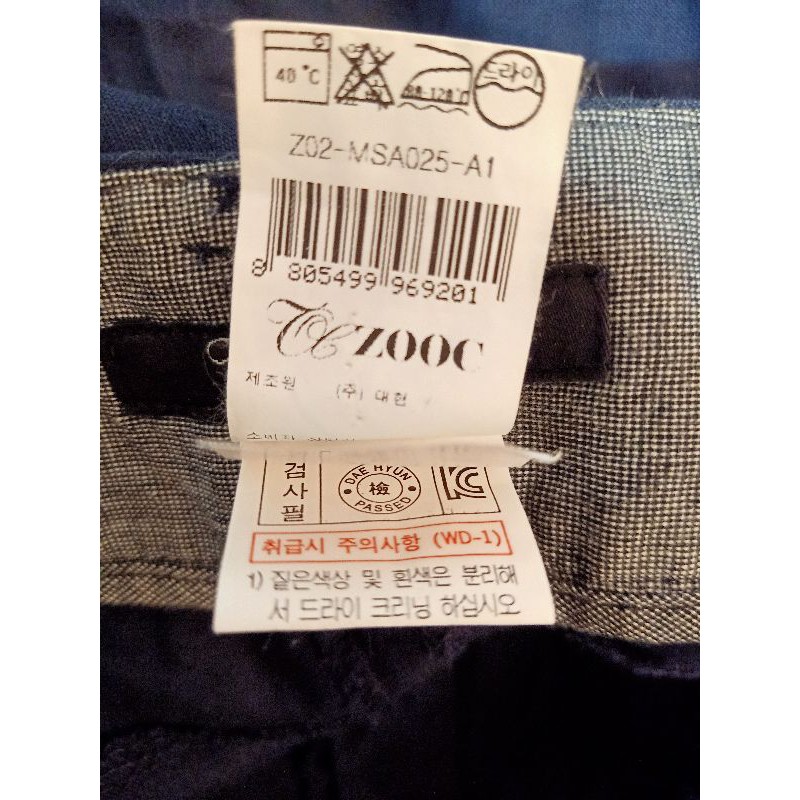 40 °C
80-120℃
드라이
Z02-MSA025-A1
8 805499 969201
ZOOC
제조원 (주) 대현
검사필
DAE HYUN
檢
PASSED
취급시 주의사항 (WD-1)
1) 짙은색상 및 흰색은 분리해
서 드라이 크리닝 하십시오